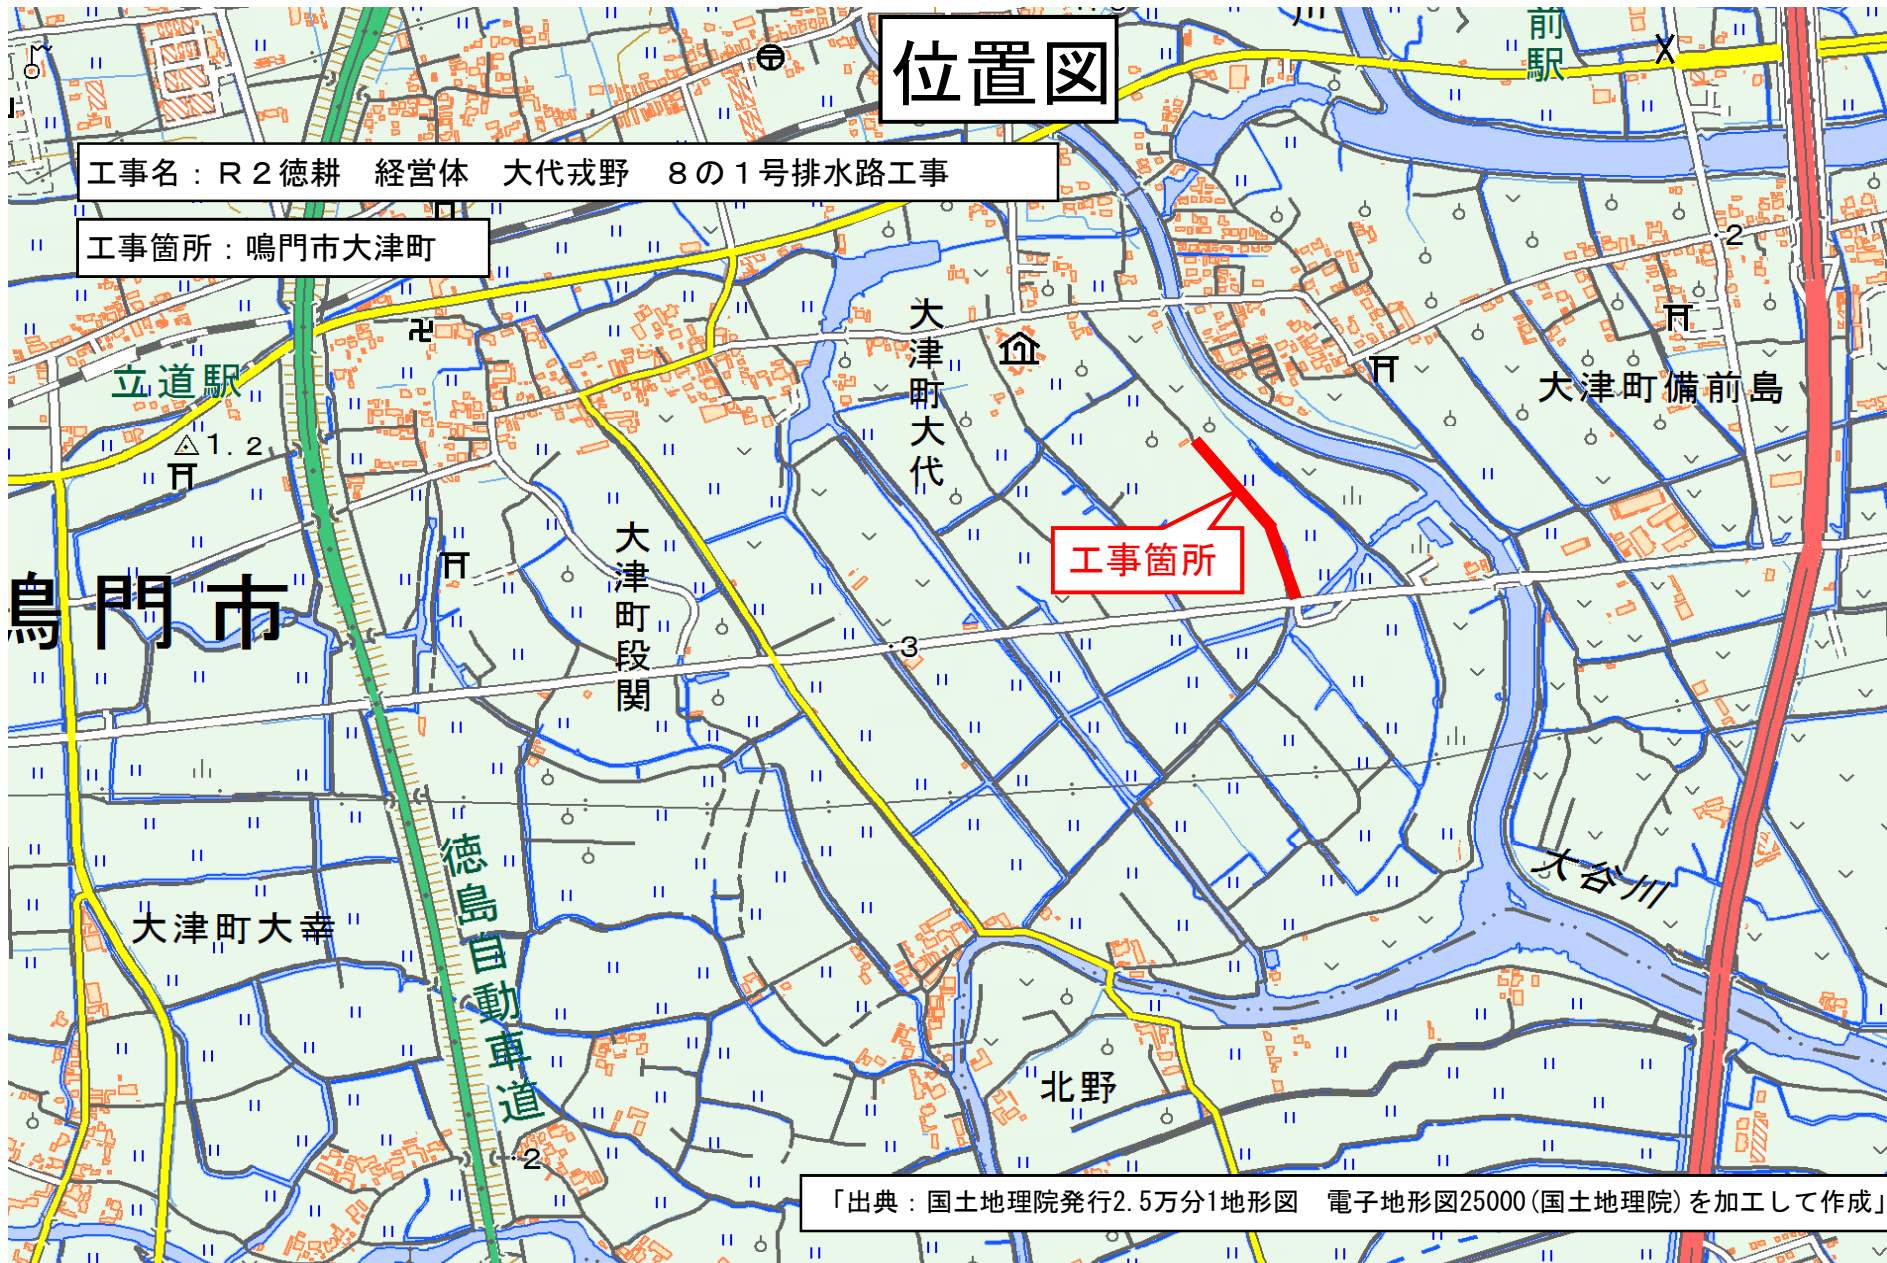 位置図
前駅
工事名：R２徳耕　経営体　大代戎野　８の１号排水路工事
工事箇所：鳴門市大津町
2
立道駅
1.2
大津町大代
大津町備前島
工事箇所
大津町段関
鳴門市
3
徳島自動車道
大谷川
大津町大幸
北野
2
「出典：国土地理院発行2.5万分1地形図　電子地形図25000(国土地理院)を加工して作成」